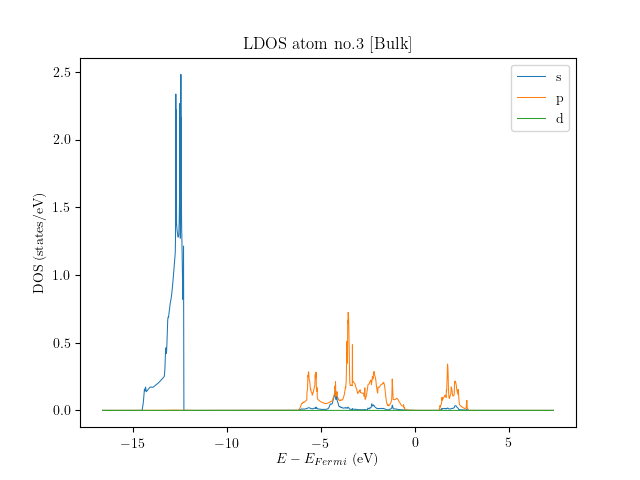 LDOS atom no.3 [Bulk]
s
p
d
2.5
2.0
1.5
1.0
0.5
0.0
DOS (states/eV)
−15
−10
−5
0
5
E − E_Fermi (eV)